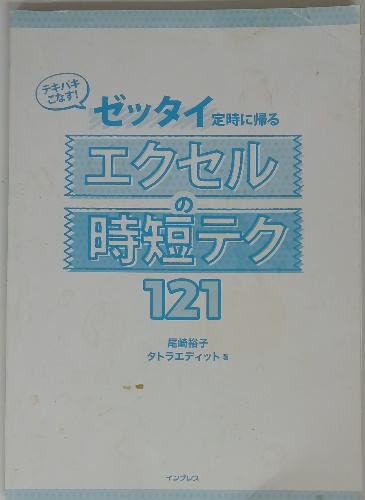 テキパキ
こなす!
ゼッタイ定時に帰る
エクセル
の
時短テク
121
尾崎裕子
タトラエディット 著
インプレス